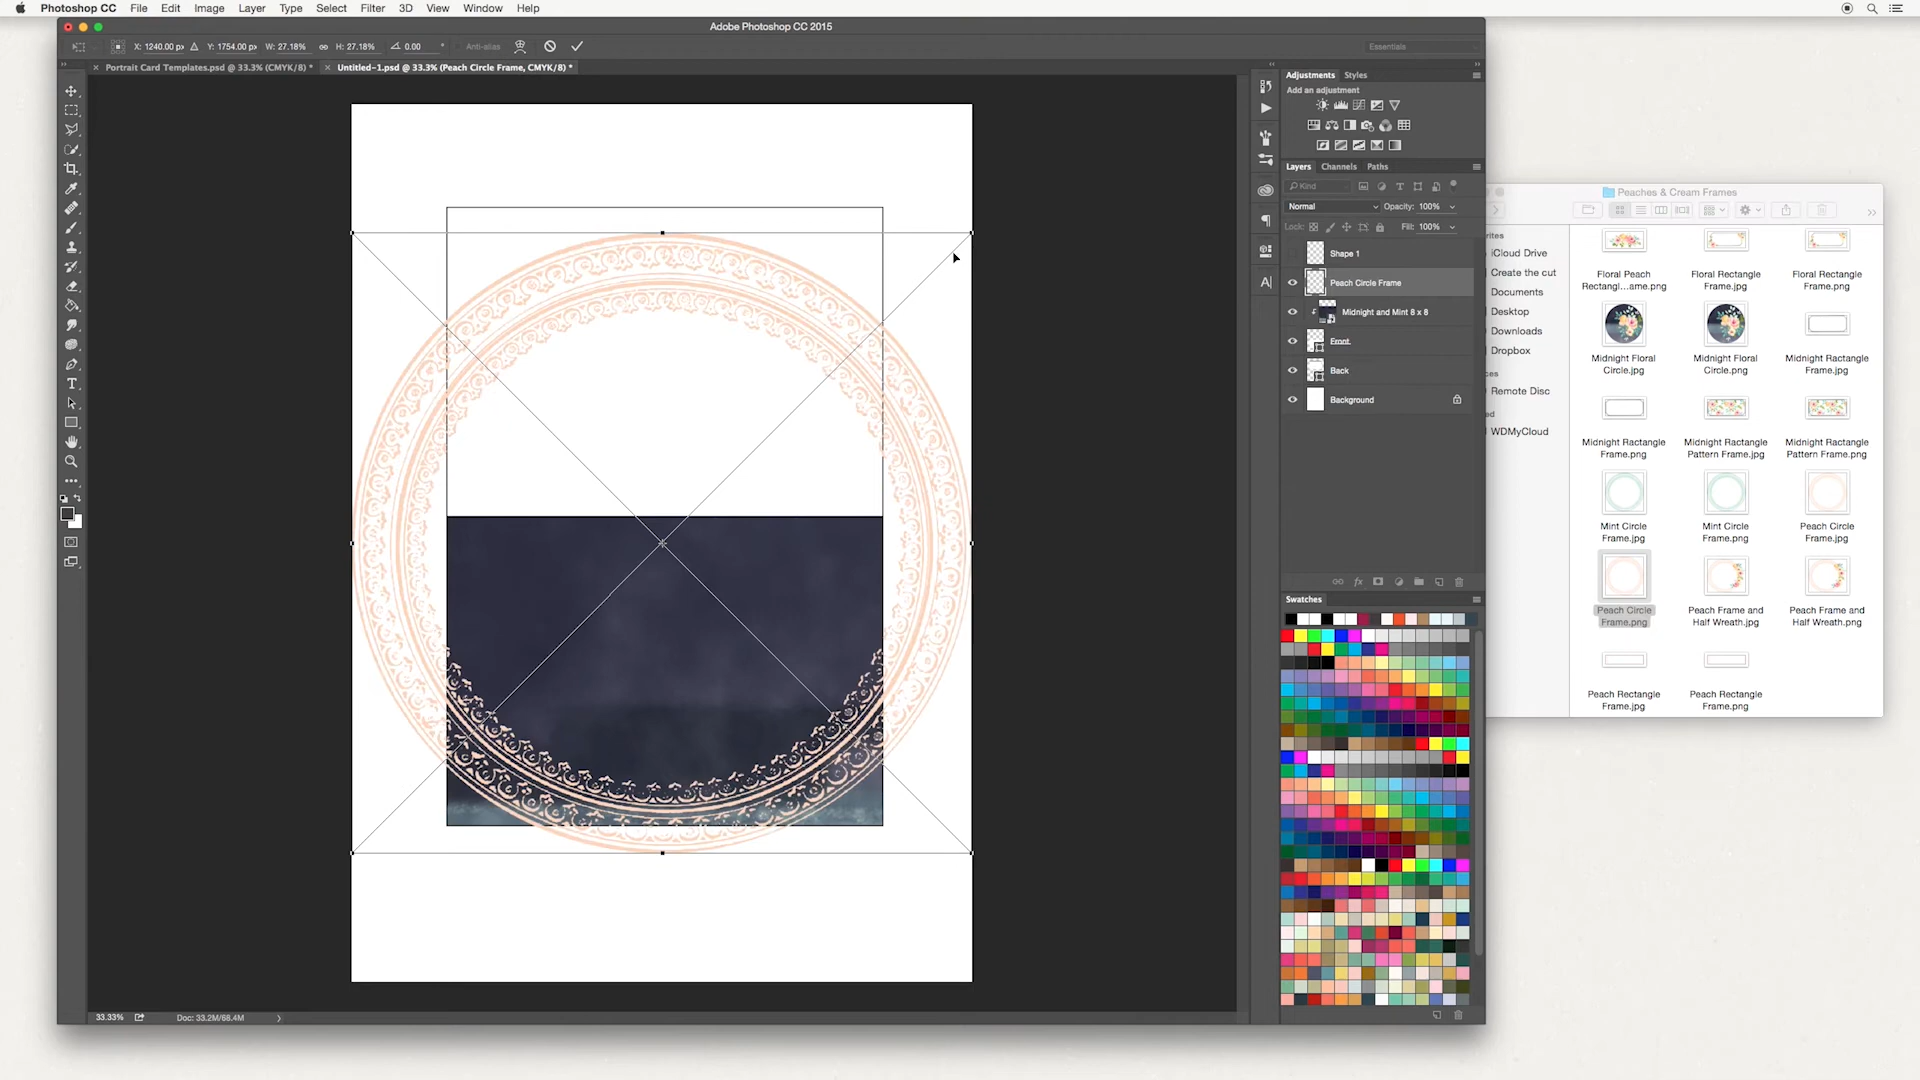 Photoshop CC File Edit Image Layer Type Select Filter 3D View Window Help
Adobe Photoshop CC 2015
X: 1240.00 px Y: 1754.00 px W: 27.18% H: 27.18% 0.00 ° Anti-alias Essentials
Portrait Card Templates.psd @ 33.3% (CMYK/8) * Untitled-1.psd @ 33.3% (Peach Circle Frame, CMYK/8) *
Adjustments Styles
Add an adjustment
Layers Channels Paths
Kind
Normal Opacity: 100%
Lock: Fill: 100%
Shape 1
Peach Circle Frame
Midnight and Mint 8 x 8
Front
Back
Background
Swatches
33.33% Doc: 33.2M/68.4M
Peaches & Cream Frames
rites
iCloud Drive
Create the cut
Documents
Desktop
Downloads
Dropbox
ces
Remote Disc
ed
WDMyCloud
Floral Peach Floral Rectangle Floral Rectangle
Rectangl...ame.png Frame.jpg Frame.png
Midnight Floral Midnight Floral Midnight Rectangle
Circle.jpg Circle.png Frame.jpg
Midnight Ractangle Midnight Ractangle Midnight Ractangle
Frame.png Pattern Frame.jpg Pattern Frame.png
Mint Circle Mint Circle Peach Circle
Frame.jpg Frame.png Frame.jpg
Peach Circle Peach Frame and Peach Frame and
Frame.png Half Wreath.jpg Half Wreath.png
Peach Rectangle Peach Rectangle
Frame.jpg Frame.png